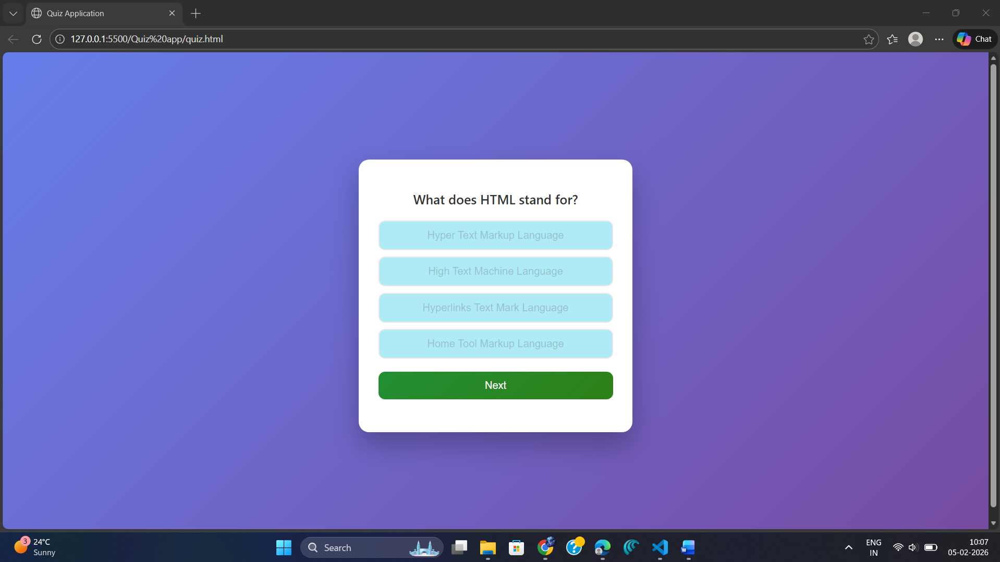 Quiz Application
127.0.0.1:5500/Quiz%20app/quiz.html
Chat
What does HTML stand for?
Hyper Text Markup Language
High Text Machine Language
Hyperlinks Text Mark Language
Home Tool Markup Language
Next
3
24°C
Sunny
Search
ENG
IN
10:07
05-02-2026